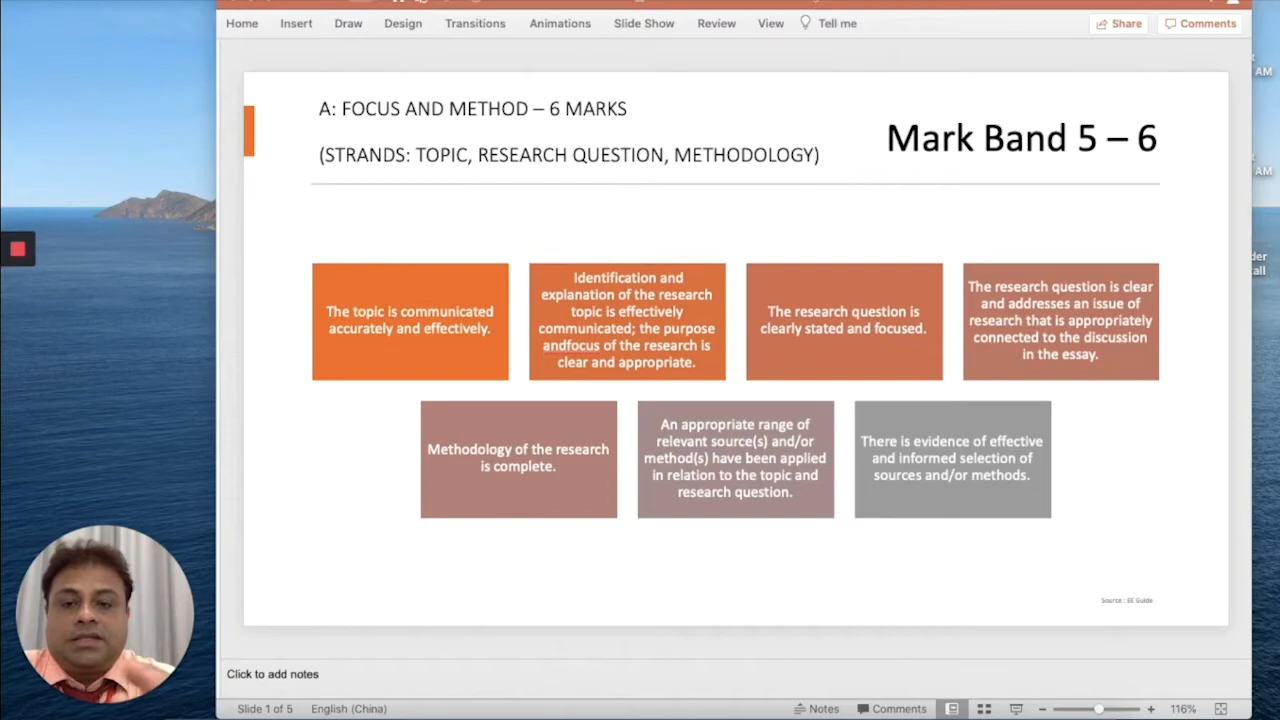 Home Insert Draw Design Transitions Animations Slide Show Review View Tell me Share Comments
A: FOCUS AND METHOD – 6 MARKS
(STRANDS: TOPIC, RESEARCH QUESTION, METHODOLOGY)
Mark Band 5 – 6
The topic is communicated
accurately and effectively.
Identification and
explanation of the research
topic is effectively
communicated; the purpose
andfocus of the research is
clear and appropriate.
The research question is
clearly stated and focused.
The research question is clear
and addresses an issue of
research that is appropriately
connected to the discussion
in the essay.
Methodology of the research
is complete.
An appropriate range of
relevant source(s) and/or
method(s) have been applied
in relation to the topic and
research question.
There is evidence of effective
and informed selection of
sources and/or methods.
Source : EE Guide
AM
AM
Click to add notes
Slide 1 of 5 English (China) Notes Comments 116%